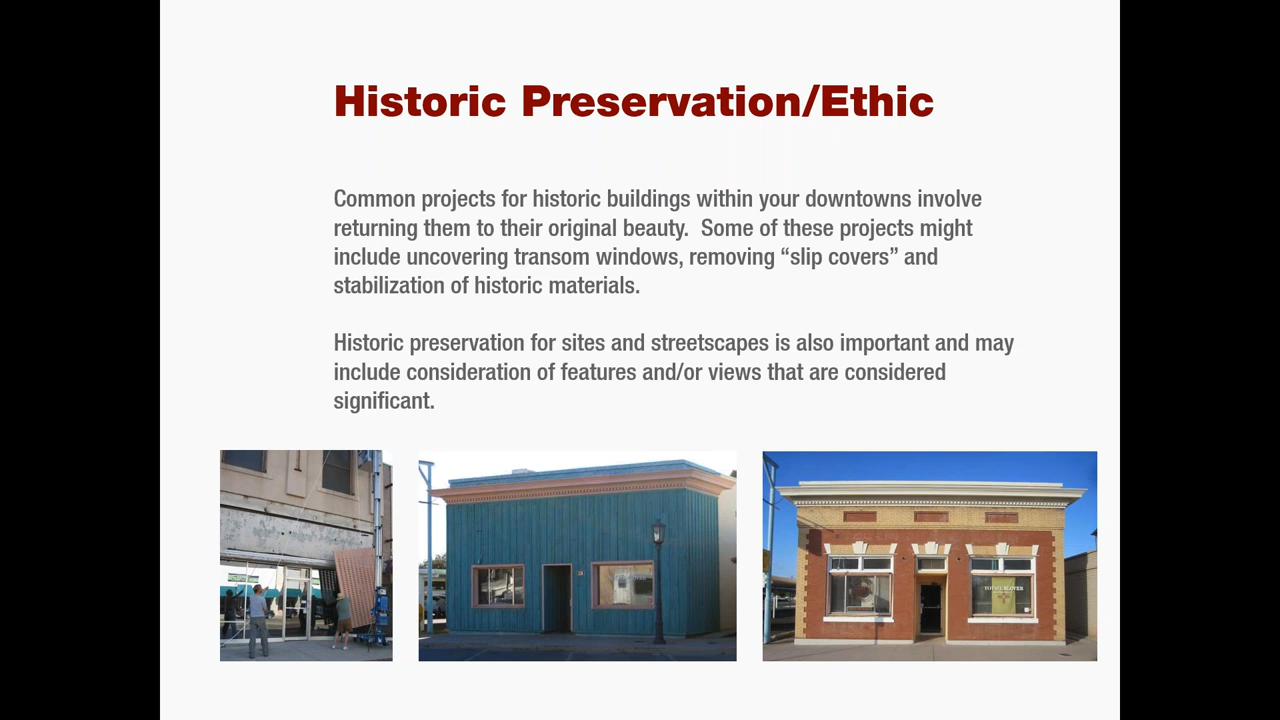 Historic Preservation/Ethic
Common projects for historic buildings within your downtowns involve
returning them to their original beauty.  Some of these projects might
include uncovering transom windows, removing “slip covers” and
stabilization of historic materials.
Historic preservation for sites and streetscapes is also important and may
include consideration of features and/or views that are considered
significant.